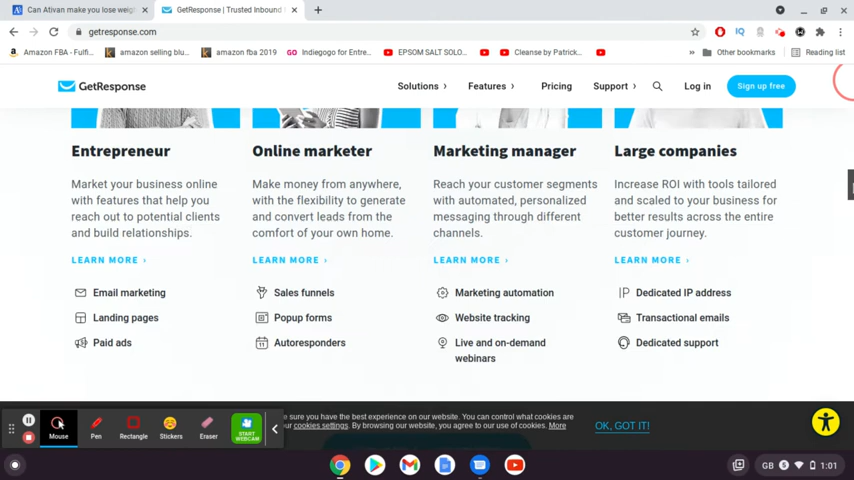 Can Ativan make you lose weigh
GetResponse | Trusted Inbound
getresponse.com
Amazon FBA - Fulfi...
amazon selling blu...
amazon fba 2019
GO Indiegogo for Entre...
EPSOM SALT SOLO...
Cleanse by Patrick...
»
Other bookmarks
Reading list
GetResponse
Solutions ›
Features ›
Pricing
Support ›
Log in
Sign up free
Entrepreneur
Market your business online
with features that help you
reach out to potential clients
and build relationships.
LEARN MORE ›
Email marketing
Landing pages
Paid ads
Online marketer
Make money from anywhere,
with the flexibility to generate
and convert leads from the
comfort of your own home.
LEARN MORE ›
Sales funnels
Popup forms
Autoresponders
Marketing manager
Reach your customer segments
with automated, personalized
messaging through different
channels.
LEARN MORE ›
Marketing automation
Website tracking
Live and on-demand
webinars
Large companies
Increase ROI with tools tailored
and scaled to your business for
better results across the entire
customer journey.
LEARN MORE ›
Dedicated IP address
Transactional emails
Dedicated support
sure you have the best experience on our website. You can control what cookies are
our cookies settings. By browsing our website, you agree to our use of cookies. More
OK, GOT IT!
Mouse
Pen
Rectangle
Stickers
Eraser
START
WEBCAM
GB
1:01